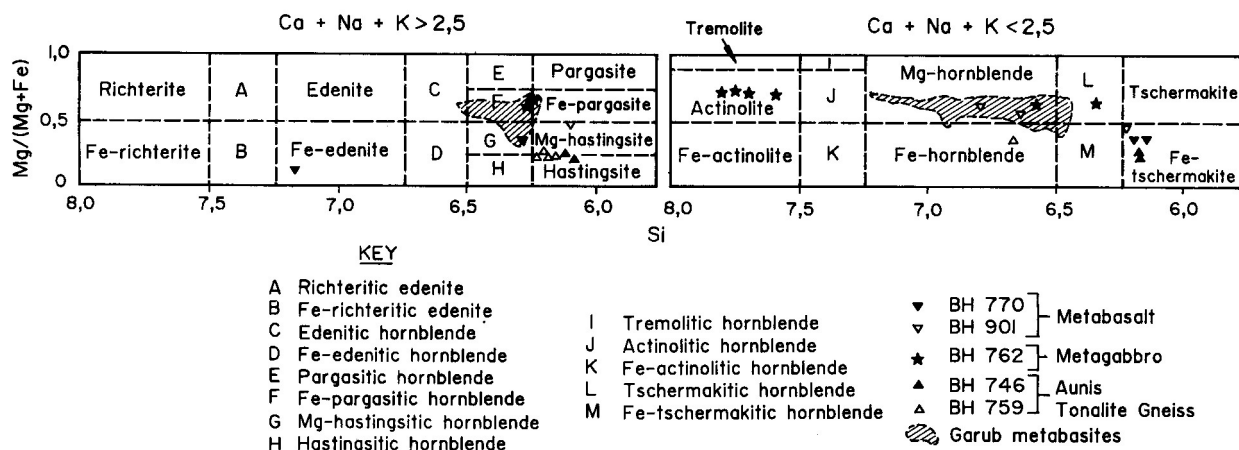 Ca + Na + K > 2,5
Ca + Na + K < 2,5
Tremolite
Mg/(Mg+Fe)
1,0
0,5
0
Richterite
A
Edenite
C
E
Pargasite
F
Fe-pargasite
Fe-richterite
B
Fe-edenite
D
G
Mg-hastingsite
H
Hastingsite
8,0
7,5
7,0
6,5
6,0
I
Mg-hornblende
L
Tschermakite
Actinolite
J
Fe-actinolite
K
Fe-hornblende
M
Fe-
tschermakite
8,0
7,5
7,0
6,5
6,0
Si
KEY
A Richteritic edenite
B Fe-richteritic edenite
C Edenitic hornblende
D Fe-edenitic hornblende
E Pargasitic hornblende
F Fe-pargasitic hornblende
G Mg-hastingsitic hornblende
H Hastingsitic hornblende
I Tremolitic hornblende
J Actinolitic hornblende
K Fe-actinolitic hornblende
L Tschermakitic hornblende
M Fe-tschermakitic hornblende
BH 770
BH 901
Metabasalt
BH 762
Metagabbro
BH 746
BH 759
Aunis
Tonalite Gneiss
Garub metabasites